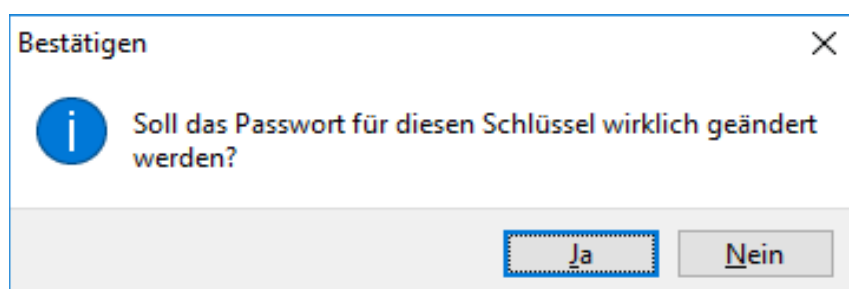 Bestätigen
Soll das Passwort für diesen Schlüssel wirklich geändert
werden?
Ja
Nein